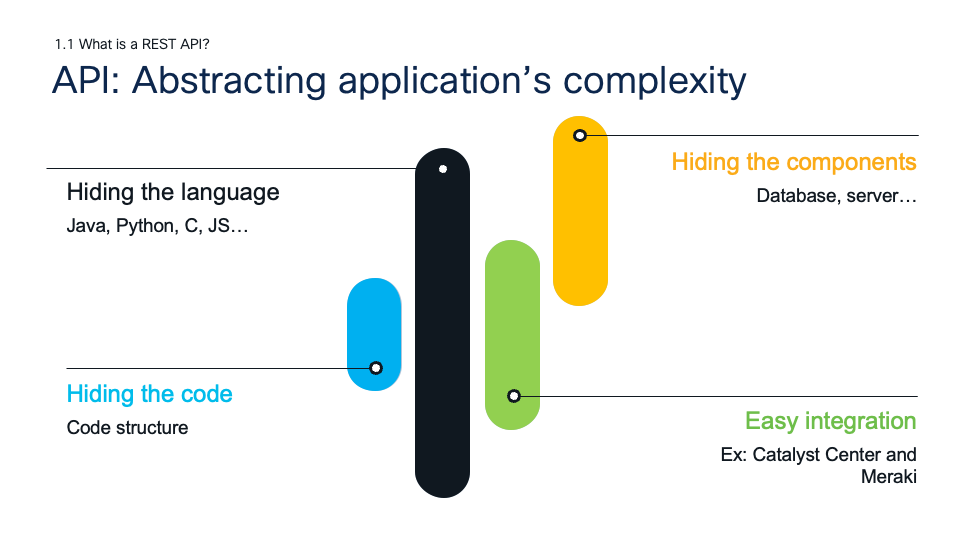 1.1 What is a REST API?
API: Abstracting application’s complexity
Hiding the language
Java, Python, C, JS…
Hiding the components
Database, server…
Hiding the code
Code structure
Easy integration
Ex: Catalyst Center and
Meraki